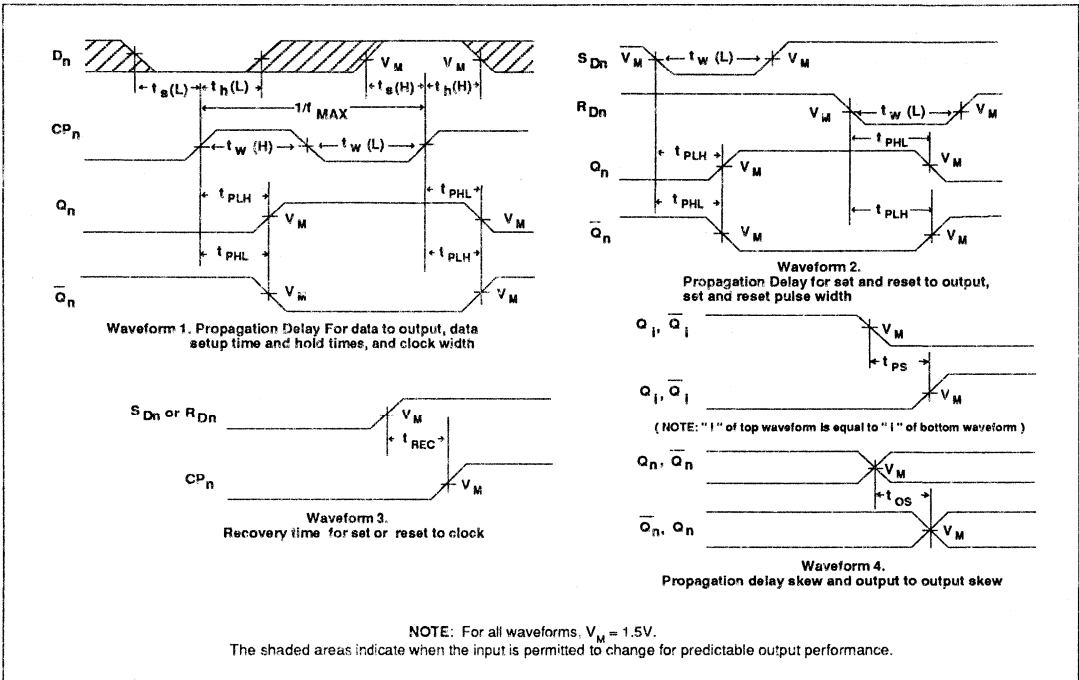 Dn
VM VM
ts(L) th(L) ts(H) th(H)
1/fMAX
CPn
tw (H) tw (L)
tPLH tPHL
Qn
VM VM
tPHL tPLH
Q̅n
VM VM
Waveform 1. Propagation Delay For data to output, data
setup time and hold times, and clock width
SDn VM tw (L) VM
RDn
VM tw (L) VM
tPHL
tPLH
Qn
VM VM
tPHL tPLH
Q̅n
VM VM
Waveform 2.
Propagation Delay for set and reset to output,
set and reset pulse width
SDn or RDn
VM
tREC
CPn
VM
Waveform 3.
Recovery time for set or reset to clock
Qi, Q̅i
VM
tPS
Qi, Q̅i
VM
( NOTE: " i " of top waveform is equal to " i " of bottom waveform )
Qn, Q̅n
VM
tOS
Q̅n, Qn
VM
Waveform 4.
Propagation delay skew and output to output skew
NOTE: For all waveforms, VM = 1.5V.
The shaded areas indicate when the input is permitted to change for predictable output performance.